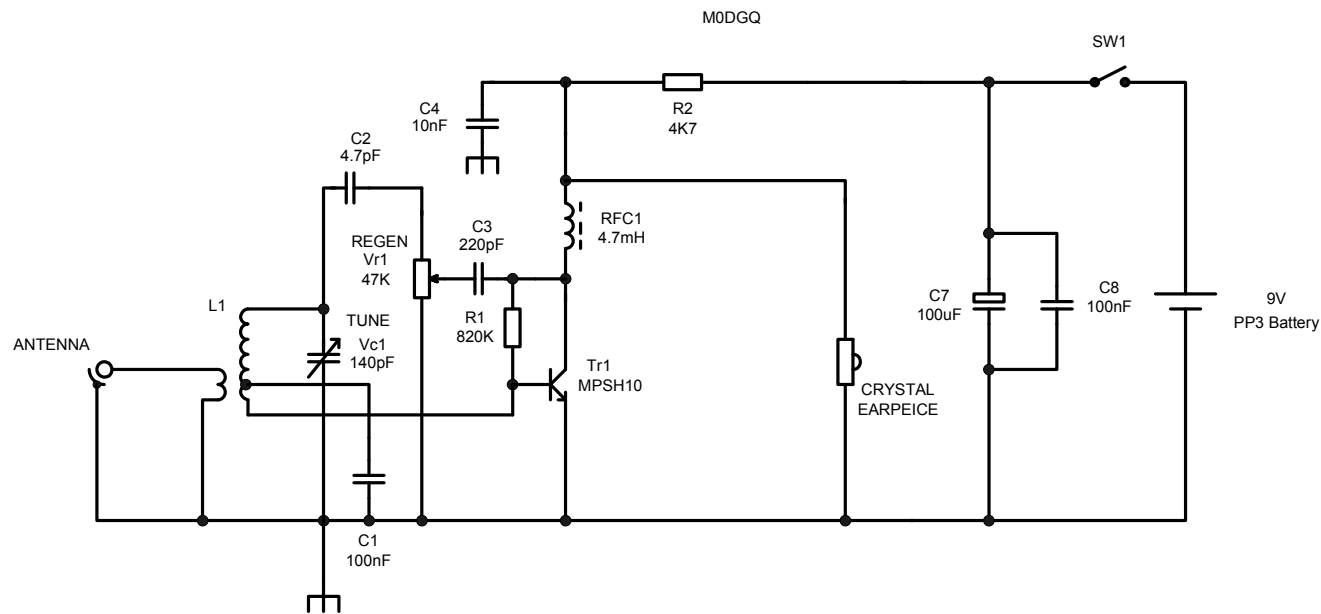 M0DGQ
SW1
C4
10nF
R2
4K7
C2
4.7pF
RFC1
4.7mH
C3
220pF
REGEN
Vr1
47K
L1
R1
820K
C7
100uF
C8
100nF
9V
PP3 Battery
TUNE
Vc1
140pF
ANTENNA
Tr1
MPSH10
CRYSTAL
EARPEICE
C1
100nF